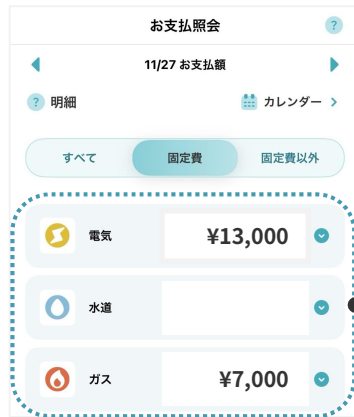 お支払照会
?
11/27 お支払額
? 明細
カレンダー
すべて
固定費
固定費以外
電気
¥13,000
水道
ガス
¥7,000